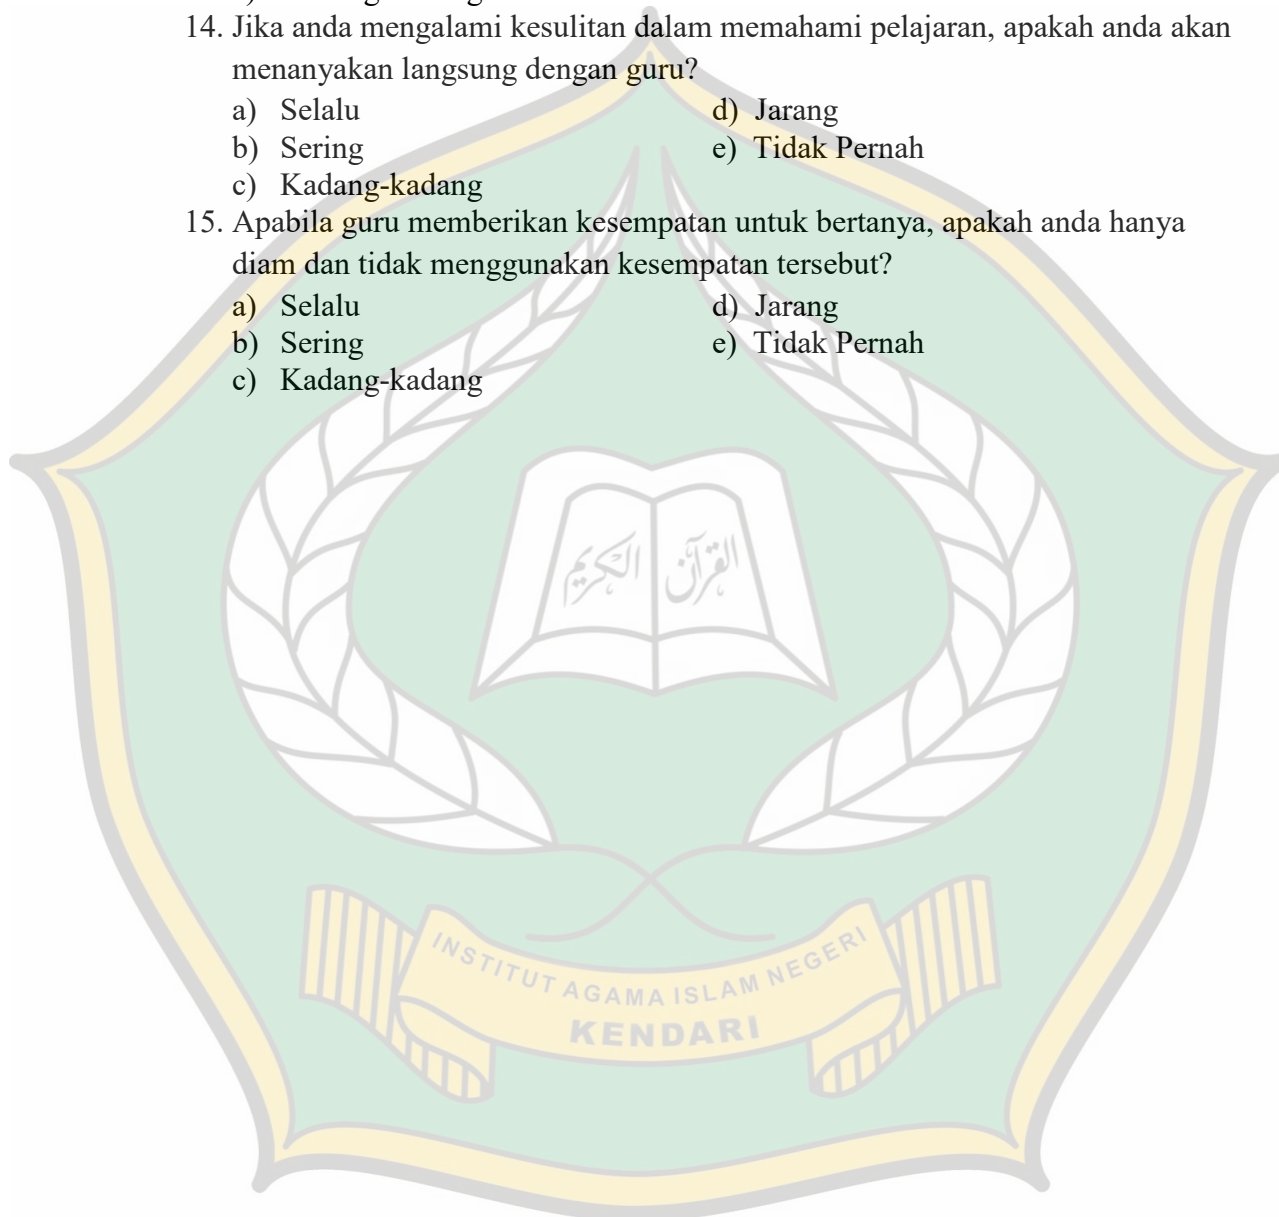 14. Jika anda mengalami kesulitan dalam memahami pelajaran, apakah anda akan
menanyakan langsung dengan guru?
a) Selalu
d) Jarang
b) Sering
e) Tidak Pernah
c) Kadang-kadang
15. Apabila guru memberikan kesempatan untuk bertanya, apakah anda hanya
diam dan tidak menggunakan kesempatan tersebut?
a) Selalu
d) Jarang
b) Sering
e) Tidak Pernah
c) Kadang-kadang
القرآن الكريم
INSTITUT AGAMA ISLAM NEGERI
KENDARI